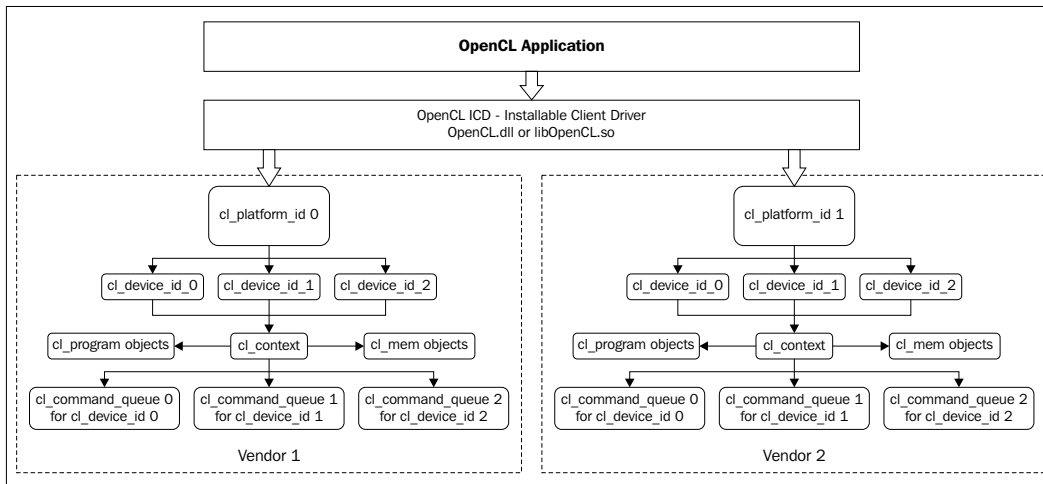 OpenCL Application
OpenCL ICD - Installable Client Driver
OpenCL.dll or libOpenCL.so
cl_platform_id 0
cl_device_id_0
cl_device_id_1
cl_device_id_2
cl_program objects
cl_context
cl_mem objects
cl_command_queue 0
for cl_device_id 0
cl_command_queue 1
for cl_device_id 1
cl_command_queue 2
for cl_device_id 2
Vendor 1
cl_platform_id 1
cl_device_id_0
cl_device_id_1
cl_device_id_2
cl_program objects
cl_context
cl_mem objects
cl_command_queue 0
for cl_device_id 0
cl_command_queue 1
for cl_device_id 1
cl_command_queue 2
for cl_device_id 2
Vendor 2